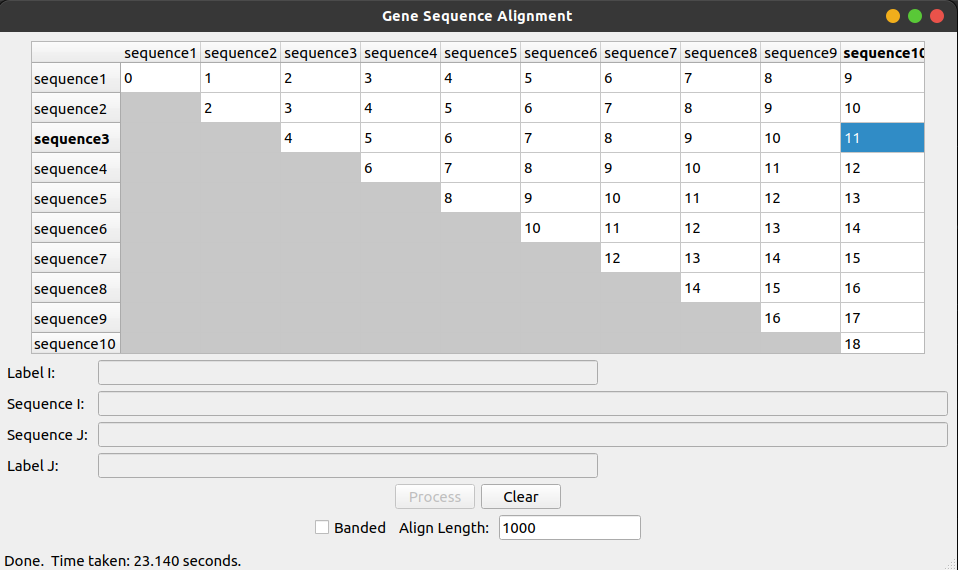 Gene Sequence Alignment
sequence1 sequence2 sequence3 sequence4 sequence5 sequence6 sequence7 sequence8 sequence9 sequence10
sequence1 0 1 2 3 4 5 6 7 8 9
sequence2 2 3 4 5 6 7 8 9 10
sequence3 4 5 6 7 8 9 10 11
sequence4 6 7 8 9 10 11 12
sequence5 8 9 10 11 12 13
sequence6 10 11 12 13 14
sequence7 12 13 14 15
sequence8 14 15 16
sequence9 16 17
sequence10 18
Label I:
Sequence I:
Sequence J:
Label J:
Process Clear
Banded Align Length: 1000
Done. Time taken: 23.140 seconds.